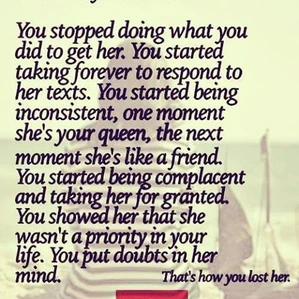 You stopped doing what you
did to get her. You started
taking forever to respond to
her texts. You started being
inconsistent, one moment
she's your queen, the next
moment she's like a friend.
You started being complacent
and taking her for granted.
You showed her that she
wasn't a priority in your
life. You put doubts in her
mind. That's how you lost her.